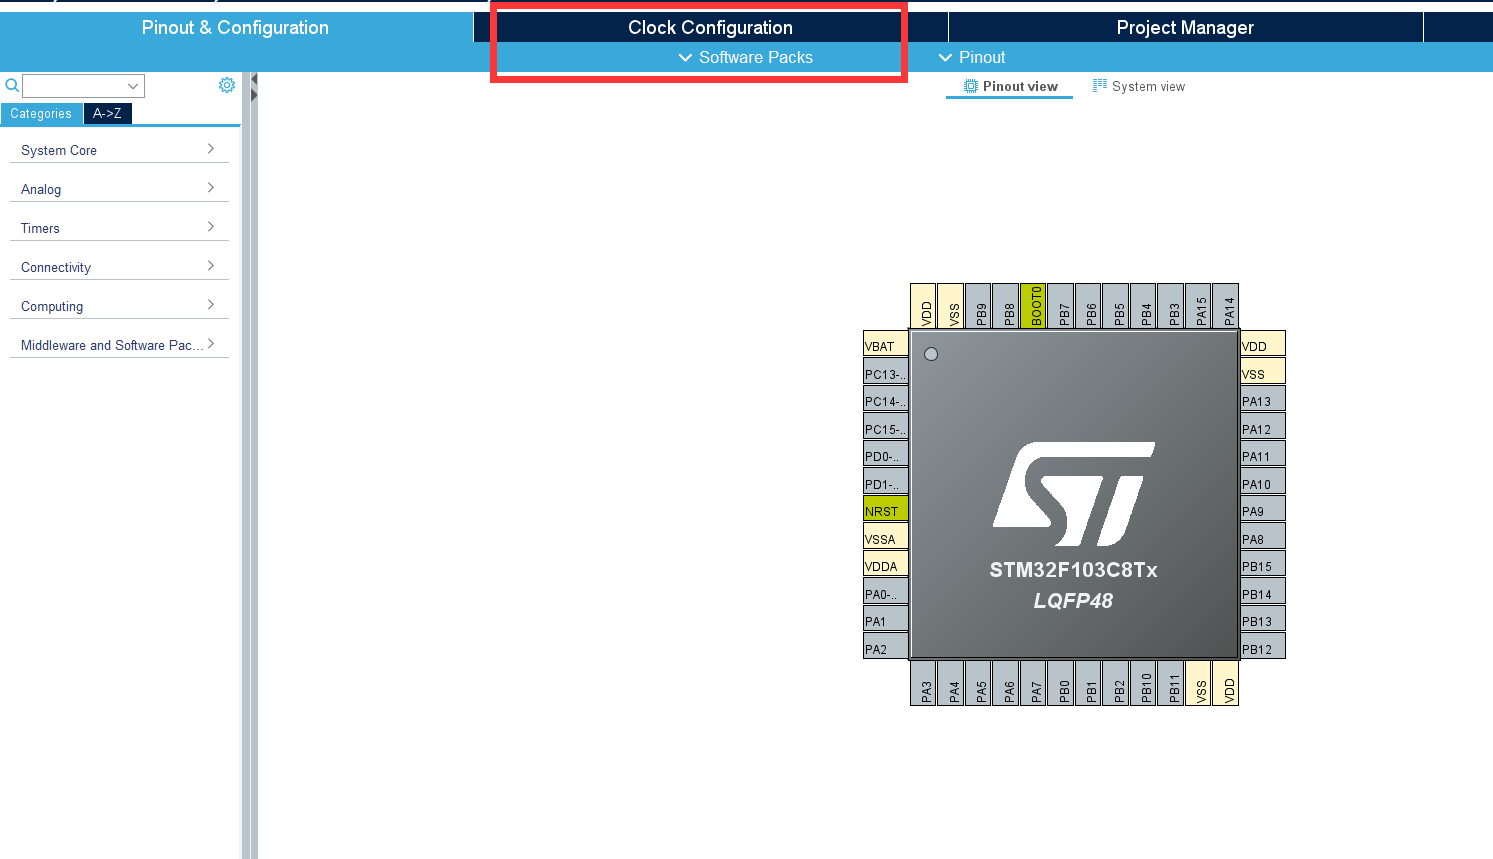 Pinout & Configuration
Clock Configuration
Project Manager
Software Packs
Pinout
Pinout view
System view
Categories
A->Z
System Core
Analog
Timers
Connectivity
Computing
Middleware and Software Pac...
VDD
VSS
PB9
PB8
BOOT0
PB7
PB6
PB5
PB4
PB3
PA15
PA14
VBAT
PC13-..
PC14-..
PC15-..
PD0-..
PD1-..
NRST
VSSA
VDDA
PA0-..
PA1
PA2
VDD
VSS
PA13
PA12
PA11
PA10
PA9
PA8
PB15
PB14
PB13
PB12
ST
STM32F103C8Tx
LQFP48
PA3
PA4
PA5
PA6
PA7
PB0
PB1
PB2
PB10
PB11
VSS
VDD